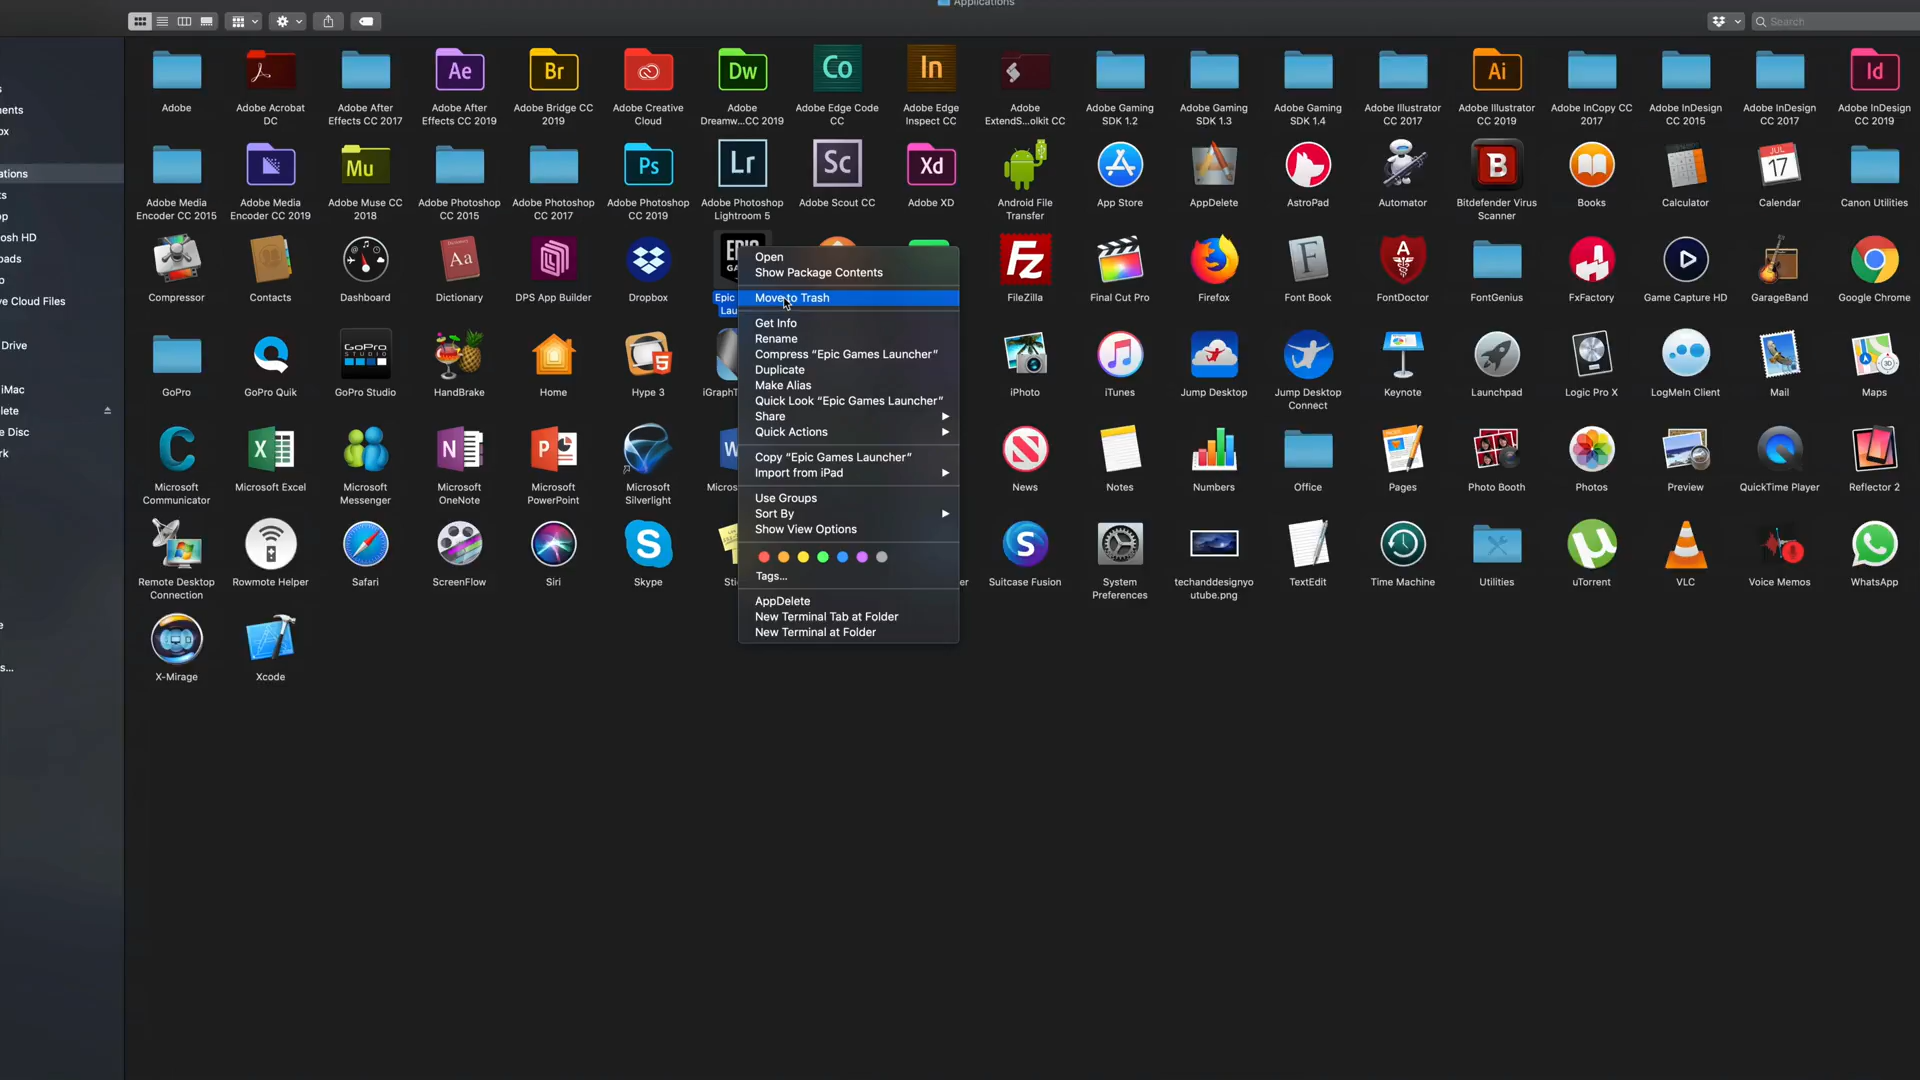 Applications
Search
ments
ations
osh HD
oads
ve Cloud Files
Drive
iMac
lete
e Disc
Adobe
Adobe Acrobat
DC
Adobe After
Effects CC 2017
Adobe After
Effects CC 2019
Adobe Bridge CC
2019
Adobe Creative
Cloud
Adobe
Dreamw...CC 2019
Adobe Edge Code
CC
Adobe Edge
Inspect CC
Adobe
ExtendS...olkit CC
Adobe Gaming
SDK 1.2
Adobe Gaming
SDK 1.3
Adobe Gaming
SDK 1.4
Adobe Illustrator
CC 2017
Adobe Illustrator
CC 2019
Adobe InCopy CC
2017
Adobe InDesign
CC 2015
Adobe InDesign
CC 2017
Adobe InDesign
CC 2019
Adobe Media
Encoder CC 2015
Adobe Media
Encoder CC 2019
Adobe Muse CC
2018
Adobe Photoshop
CC 2015
Adobe Photoshop
CC 2017
Adobe Photoshop
CC 2019
Adobe Photoshop
Lightroom 5
Adobe Scout CC
Adobe XD
Android File
Transfer
App Store
AppDelete
AstroPad
Automator
Bitdefender Virus
Scanner
Books
Calculator
Calendar
Canon Utilities
Compressor
Contacts
Dashboard
Dictionary
DPS App Builder
Dropbox
Epic
Lau
FileZilla
Final Cut Pro
Firefox
Font Book
FontDoctor
FontGenius
FxFactory
Game Capture HD
GarageBand
Google Chrome
GoPro
GoPro Quik
GoPro Studio
HandBrake
Home
Hype 3
iGraphT
iPhoto
iTunes
Jump Desktop
Jump Desktop
Connect
Keynote
Launchpad
Logic Pro X
LogMeIn Client
Mail
Maps
Microsoft
Communicator
Microsoft Excel
Microsoft
Messenger
Microsoft
OneNote
Microsoft
PowerPoint
Microsoft
Silverlight
Micros
News
Notes
Numbers
Office
Pages
Photo Booth
Photos
Preview
QuickTime Player
Reflector 2
Remote Desktop
Connection
Rowmote Helper
Safari
ScreenFlow
Siri
Skype
Sti
er
Suitcase Fusion
System
Preferences
techanddesignyo
utube.png
TextEdit
Time Machine
Utilities
uTorrent
VLC
Voice Memos
WhatsApp
X-Mirage
Xcode
Open
Show Package Contents
Move to Trash
Get Info
Rename
Compress “Epic Games Launcher”
Duplicate
Make Alias
Quick Look “Epic Games Launcher”
Share
Quick Actions
Copy “Epic Games Launcher”
Import from iPad
Use Groups
Sort By
Show View Options
Tags...
AppDelete
New Terminal Tab at Folder
New Terminal at Folder